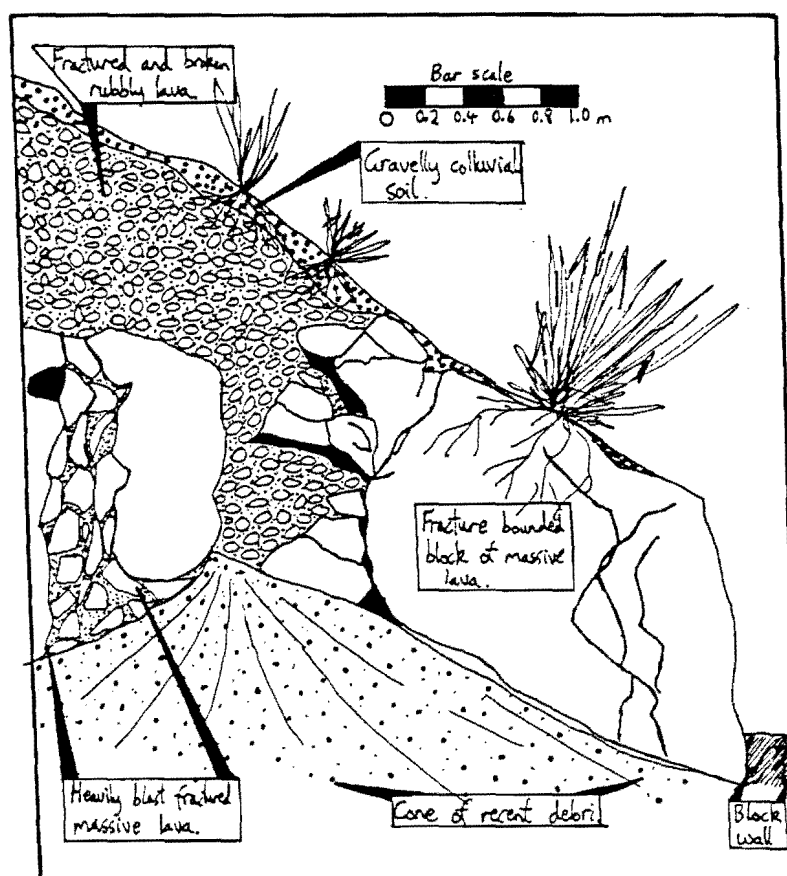 Fractured and broken
rubbly lava.
Bar scale
0 0.2 0.4 0.6 0.8 1.0 m
Gravelly colluvial
soil.
Fracture bounded
block of massive
lava.
Heavily blast fractured
massive lava.
Cone of recent debris
Block
wall